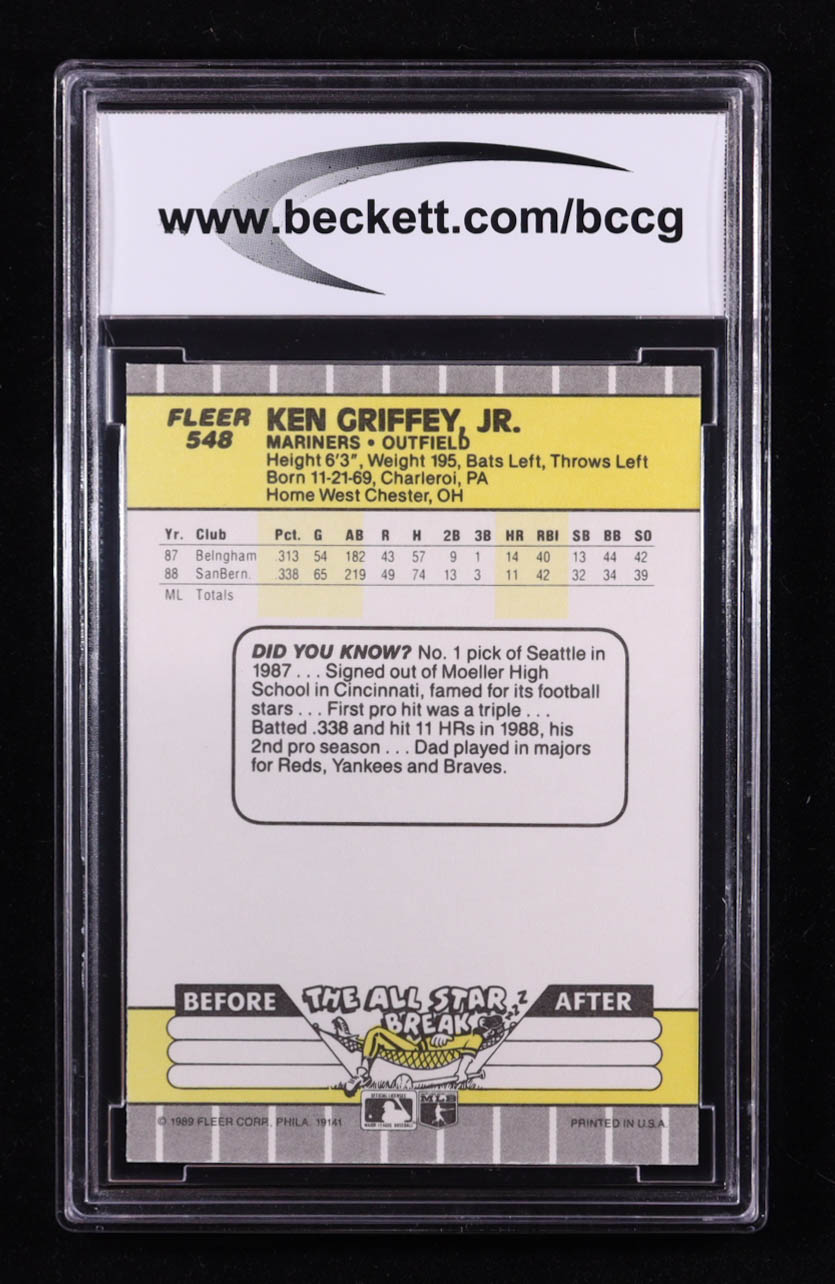 www.beckett.com/bccg
FLEER
548
KEN GRIFFEY, JR.
MARINERS • OUTFIELD
Height 6'3", Weight 195, Bats Left, Throws Left
Born 11-21-69, Charleroi, PA
Home West Chester, OH
Yr. Club Pct. G AB R H 2B 3B HR RBI SB BB SO
87 Belngham .313 54 182 43 57 9 1 14 40 13 44 42
88 SanBern. .338 65 219 49 74 13 3 11 42 32 34 39
ML Totals
DID YOU KNOW? No. 1 pick of Seattle in
1987 . . . Signed out of Moeller High
School in Cincinnati, famed for its football
stars . . . First pro hit was a triple . . .
Batted .338 and hit 11 HRs in 1988, his
2nd pro season . . . Dad played in majors
for Reds, Yankees and Braves.
BEFORE THE ALL STAR BREAK zzZ AFTER
OFFICIAL LICENSEE
MAJOR LEAGUE BASEBALL
MLB
© 1989 FLEER CORP., PHILA. 19141
PRINTED IN U.S.A.